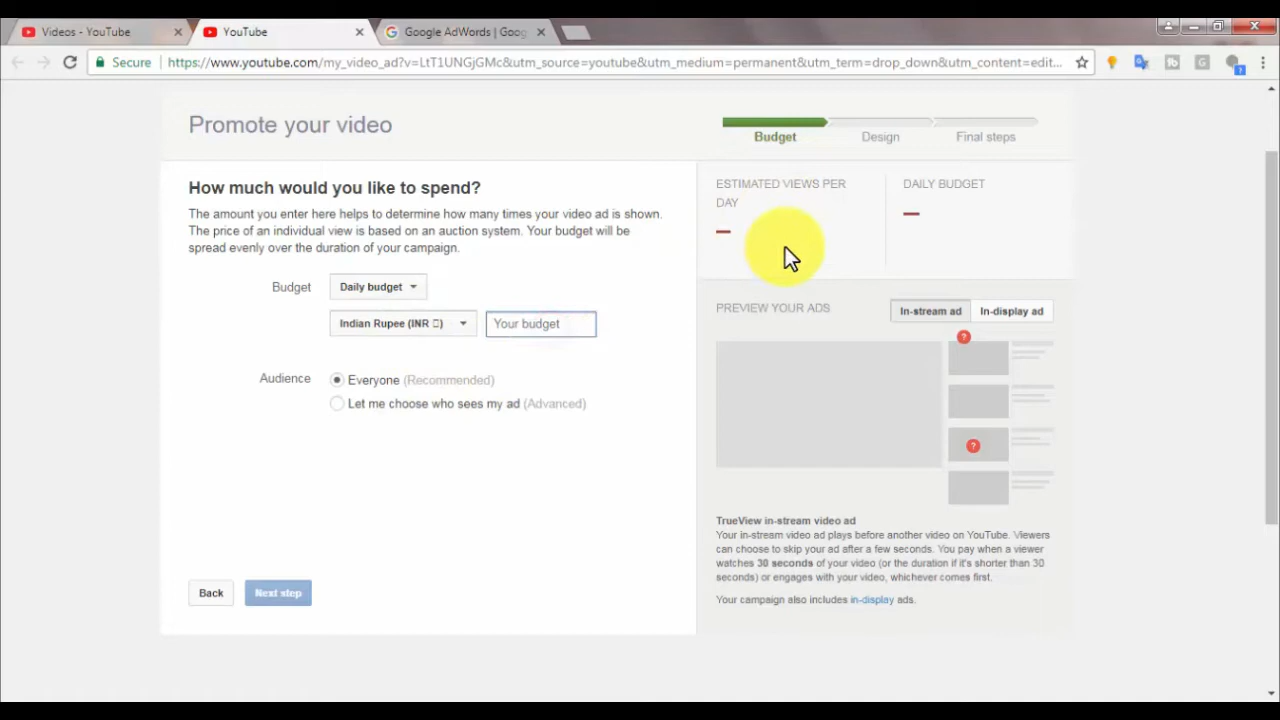 Videos - YouTube
YouTube
Google AdWords | Goog
Secure
https://www.youtube.com/my_video_ad?v=LtT1UNGjGMc&utm_source=youtube&utm_medium=permanent&utm_term=drop_down&utm_content=edit...
Promote your video
Budget
Design
Final steps
How much would you like to spend?
The amount you enter here helps to determine how many times your video ad is shown.
The price of an individual view is based on an auction system. Your budget will be
spread evenly over the duration of your campaign.
Budget
Daily budget
Indian Rupee (INR )
Your budget
Audience
Everyone (Recommended)
Let me choose who sees my ad (Advanced)
Back
Next step
ESTIMATED VIEWS PER
DAY
–
DAILY BUDGET
–
PREVIEW YOUR ADS
In-stream ad
In-display ad
?
?
TrueView in-stream video ad
Your in-stream video ad plays before another video on YouTube. Viewers
can choose to skip your ad after a few seconds. You pay when a viewer
watches 30 seconds of your video (or the duration if it's shorter than 30
seconds) or engages with your video, whichever comes first.
Your campaign also includes in-display ads.